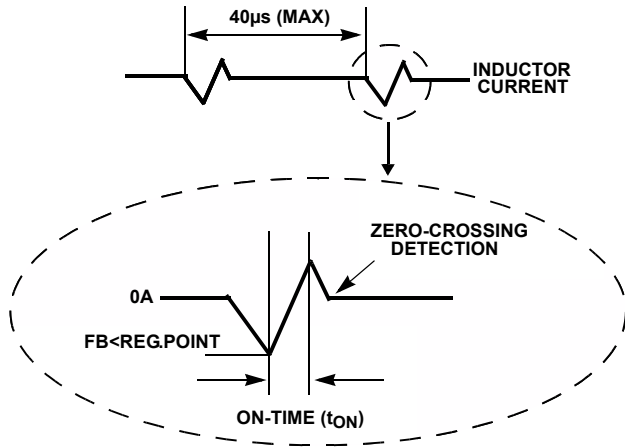 40µs (MAX)
INDUCTOR
CURRENT
ZERO-CROSSING
DETECTION
0A
FB<REG.POINT
ON-TIME (tON)